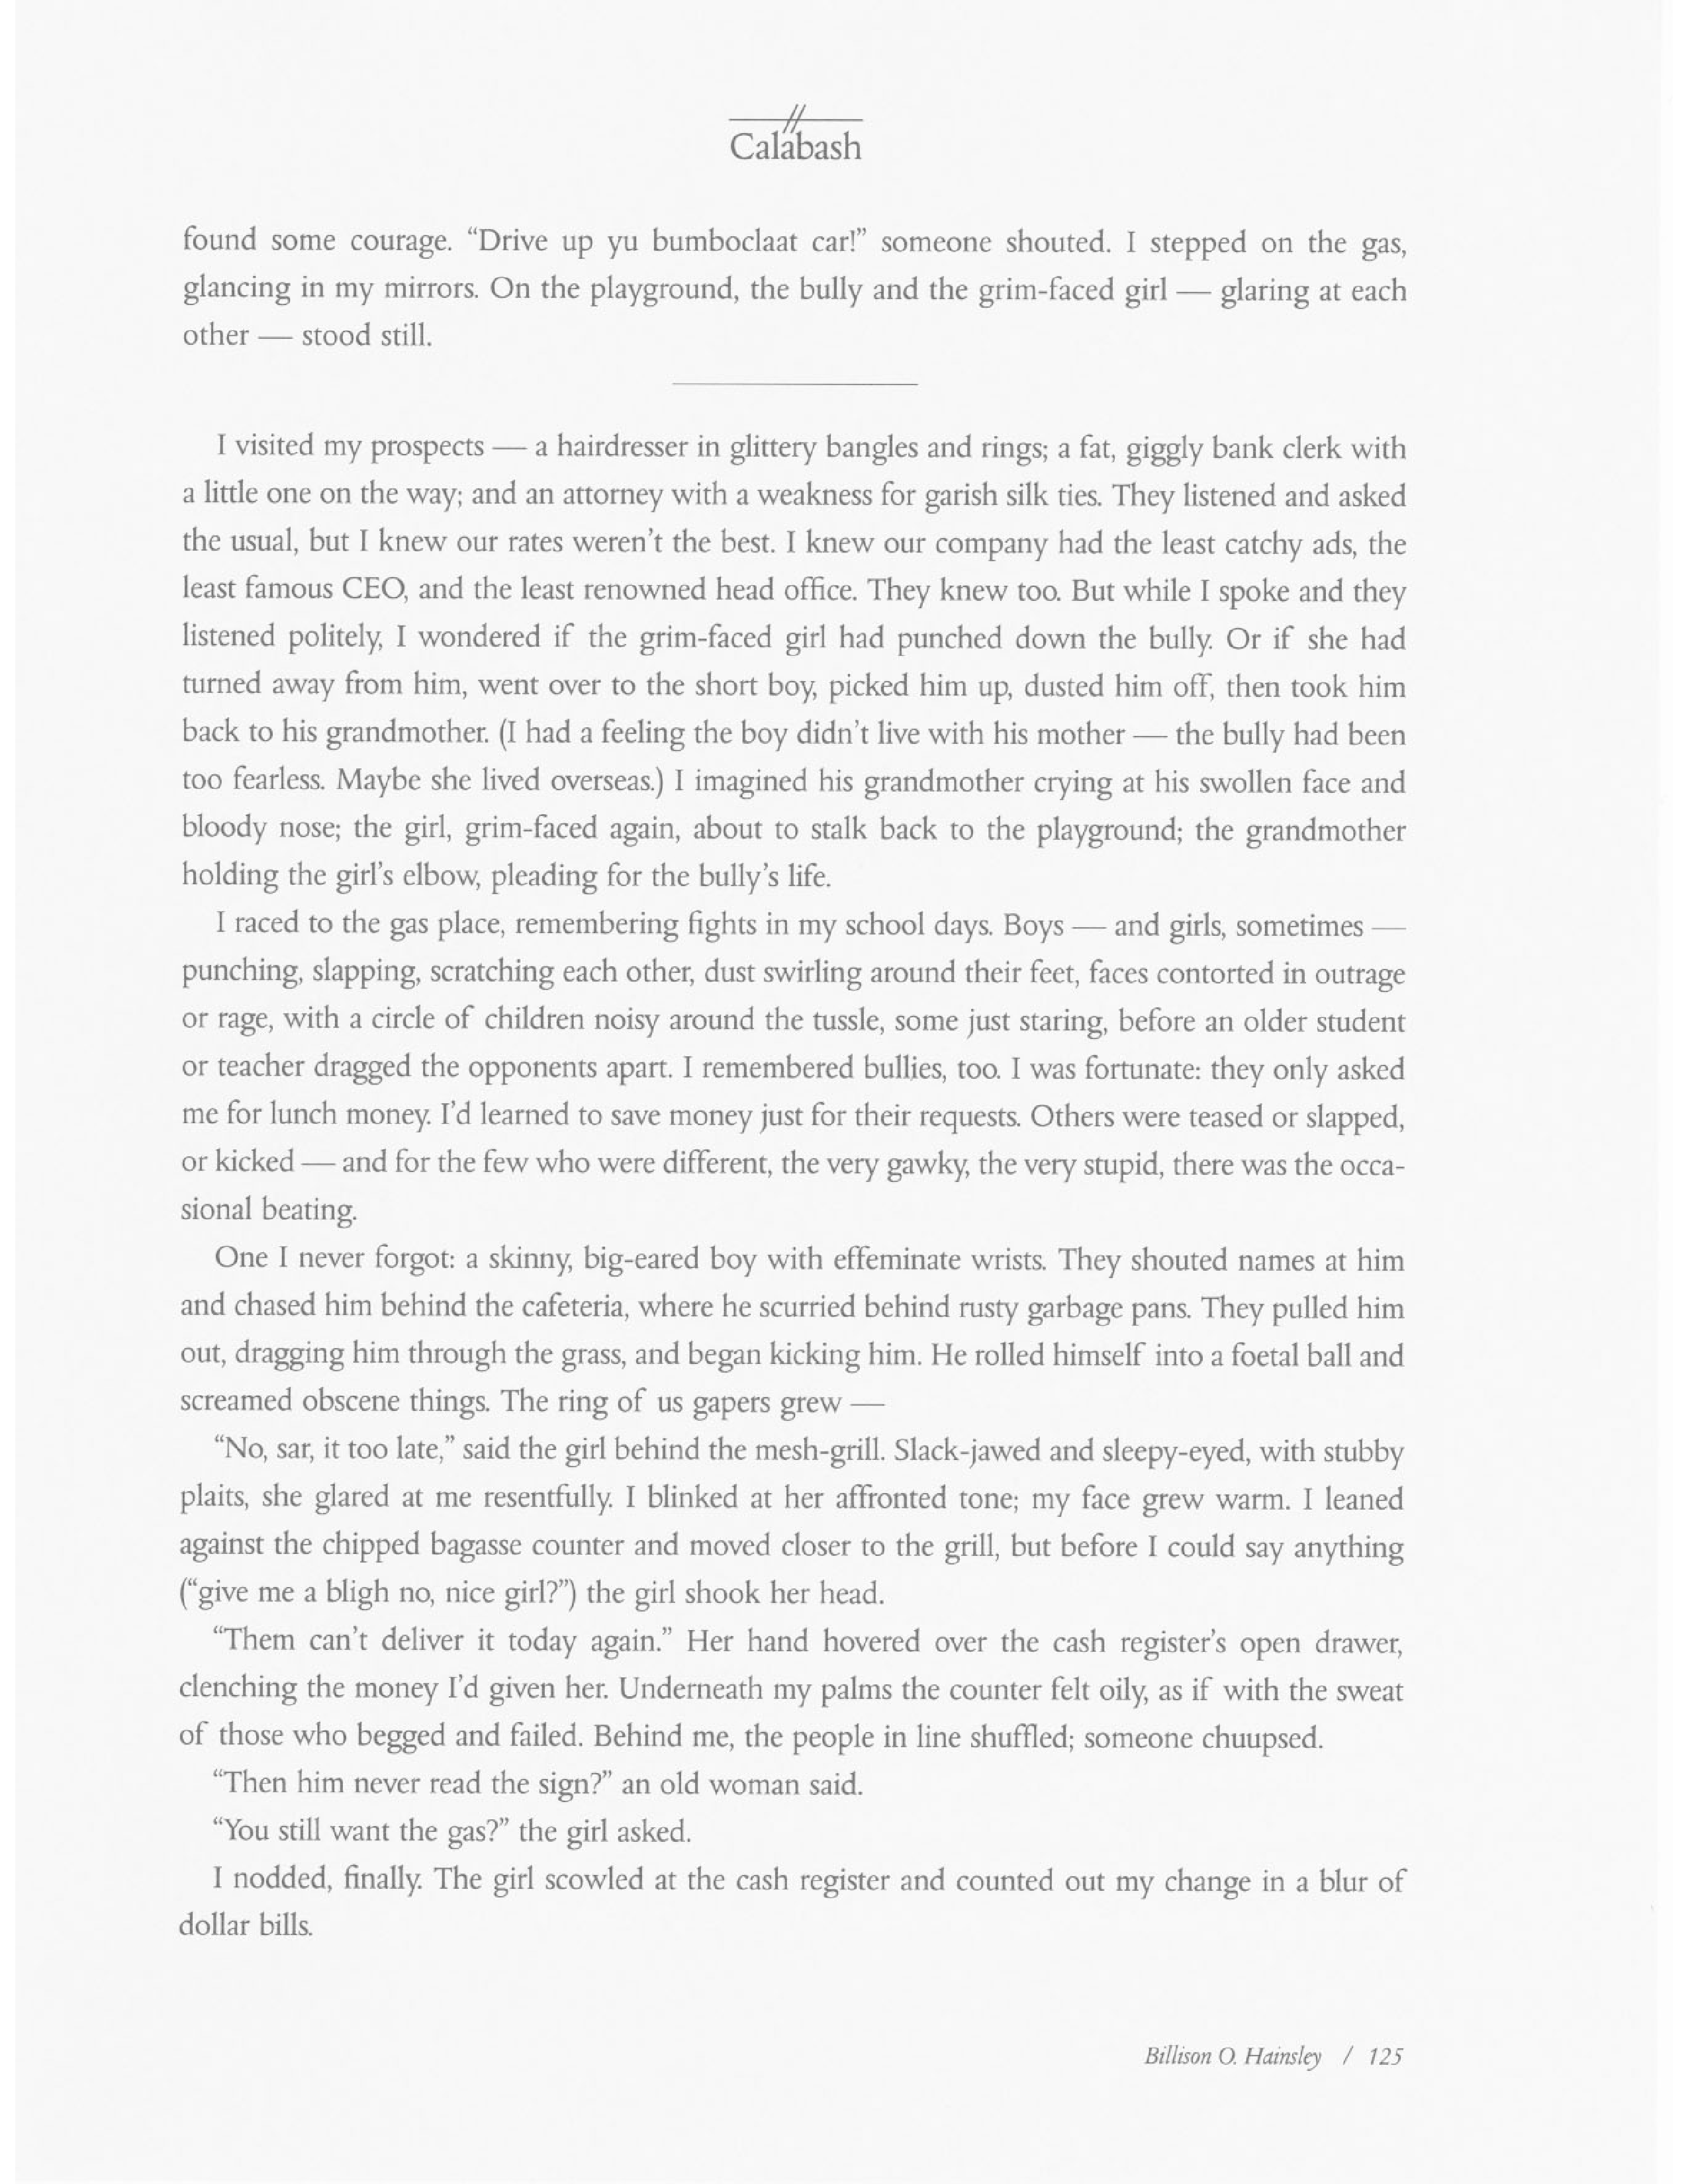 Calabash
found some courage. “Drive up yu bumboclaat car!” someone shouted. I stepped on the gas,
glancing in my mirrors. On the playground, the bully and the grim-faced girl — glaring at each
other — stood still.
I visited my prospects — a hairdresser in glittery bangles and rings; a fat, giggly bank clerk with
a little one on the way; and an attorney with a weakness for garish silk ties. They listened and asked
the usual, but I knew our rates weren’t the best. I knew our company had the least catchy ads, the
least famous CEO, and the least renowned head office. They knew too. But while I spoke and they
listened politely, I wondered if the grim-faced girl had punched down the bully. Or if she had
turned away from him, went over to the short boy, picked him up, dusted him off, then took him
back to his grandmother. (I had a feeling the boy didn’t live with his mother — the bully had been
too fearless. Maybe she lived overseas.) I imagined his grandmother crying at his swollen face and
bloody nose; the girl, grim-faced again, about to stalk back to the playground; the grandmother
holding the girl’s elbow, pleading for the bully’s life.
I raced to the gas place, remembering fights in my school days. Boys — and girls, sometimes —
punching, slapping, scratching each other, dust swirling around their feet, faces contorted in outrage
or rage, with a circle of children noisy around the tussle, some just staring, before an older student
or teacher dragged the opponents apart. I remembered bullies, too. I was fortunate: they only asked
me for lunch money. I’d learned to save money just for their requests. Others were teased or slapped,
or kicked — and for the few who were different, the very gawky, the very stupid, there was the occa-
sional beating.
One I never forgot: a skinny, big-eared boy with effeminate wrists. They shouted names at him
and chased him behind the cafeteria, where he scurried behind rusty garbage pans. They pulled him
out, dragging him through the grass, and began kicking him. He rolled himself into a foetal ball and
screamed obscene things. The ring of us gapers grew —
“No, sar, it too late,” said the girl behind the mesh-grill. Slack-jawed and sleepy-eyed, with stubby
plaits, she glared at me resentfully. I blinked at her affronted tone; my face grew warm. I leaned
against the chipped bagasse counter and moved closer to the grill, but before I could say anything
(“give me a bligh no, nice girl?”) the girl shook her head.
“Them can’t deliver it today again.” Her hand hovered over the cash register’s open drawer,
clenching the money I’d given her. Underneath my palms the counter felt oily, as if with the sweat
of those who begged and failed. Behind me, the people in line shuffled; someone chuupsed.
“Then him never read the sign?” an old woman said.
“You still want the gas?” the girl asked.
I nodded, finally. The girl scowled at the cash register and counted out my change in a blur of
dollar bills.
Billison O. Hainsley / 125